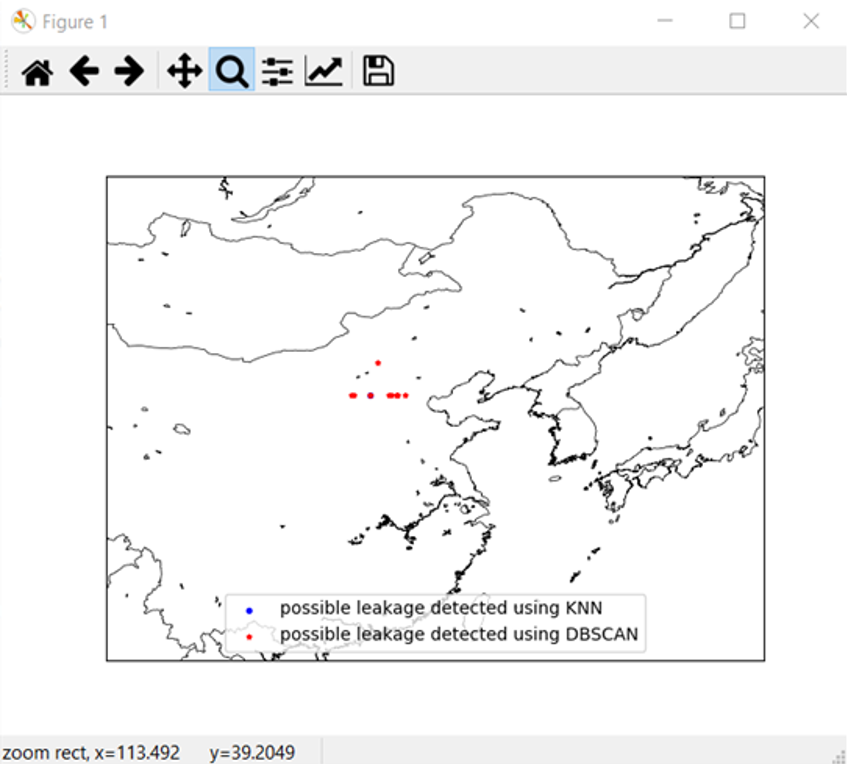 Figure 1
possible leakage detected using KNN
possible leakage detected using DBSCAN
zoom rect, x=113.492 y=39.2049